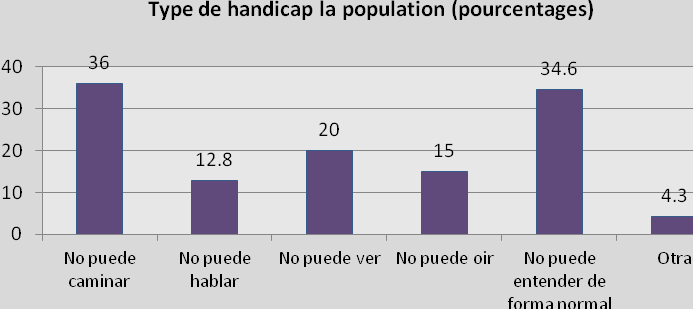 Type de handicap la population (pourcentages)
40
30
20
10
0
36
12.8
20
15
34.6
4.3
No puede
caminar
No puede
hablar
No puede ver
No puede oir
No puede
entender de
forma normal
Otra